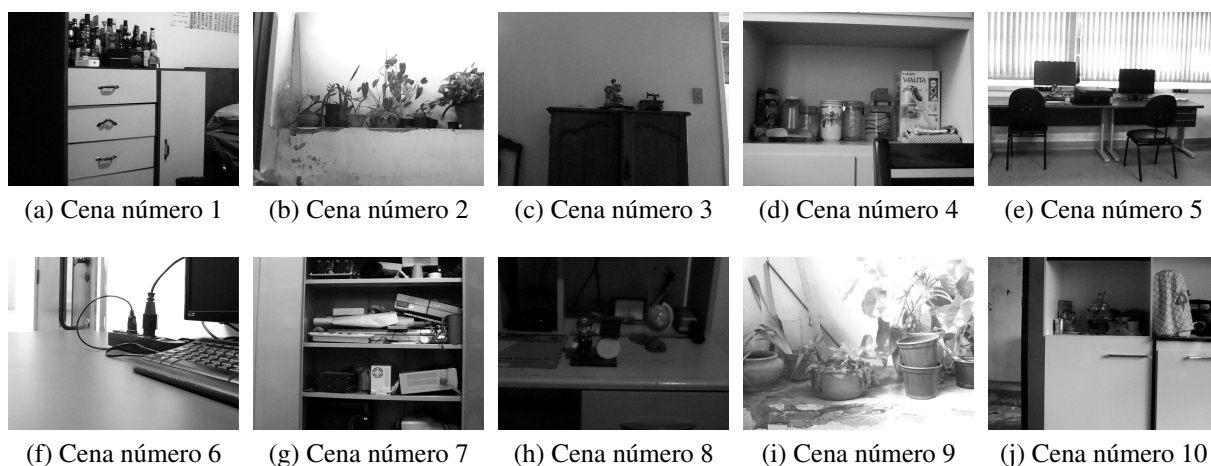 WALITA
(a) Cena número 1
(b) Cena número 2
(c) Cena número 3
(d) Cena número 4
(e) Cena número 5
(f) Cena número 6
(g) Cena número 7
(h) Cena número 8
(i) Cena número 9
(j) Cena número 10